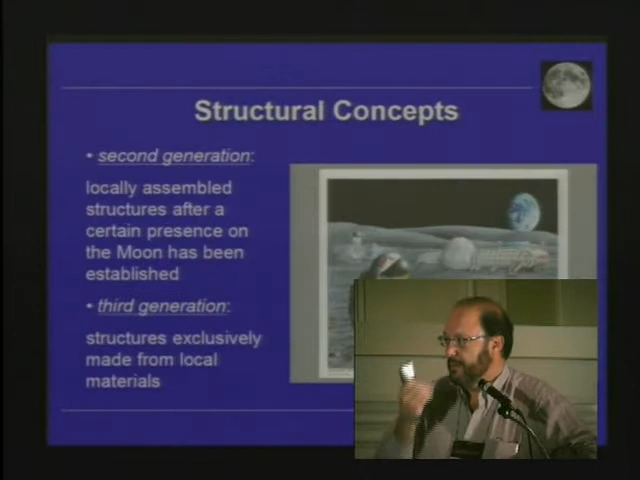 Structural Concepts
• second generation:
locally assembled
structures after a
certain presence on
the Moon has been
established
• third generation:
structures exclusively
made from local
materials